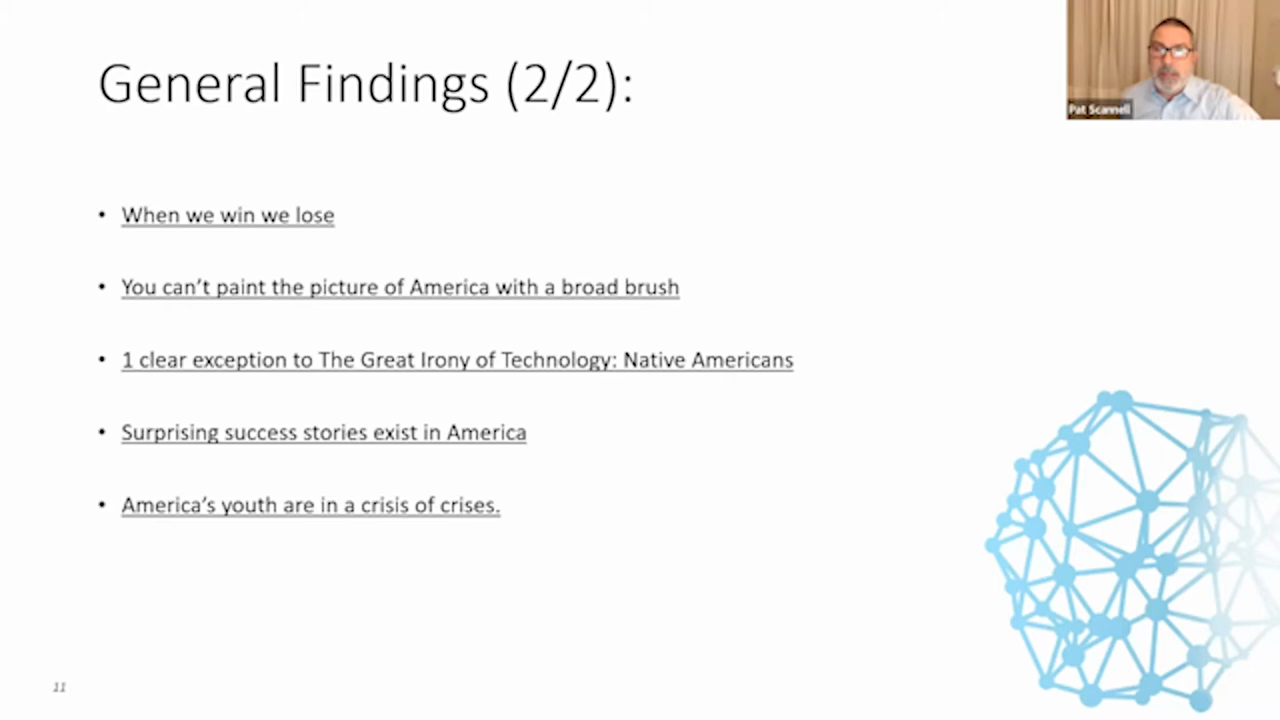 General Findings (2/2):
Pat Scannell
• When we win we lose
• You can’t paint the picture of America with a broad brush
• 1 clear exception to The Great Irony of Technology: Native Americans
• Surprising success stories exist in America
• America’s youth are in a crisis of crises.
11